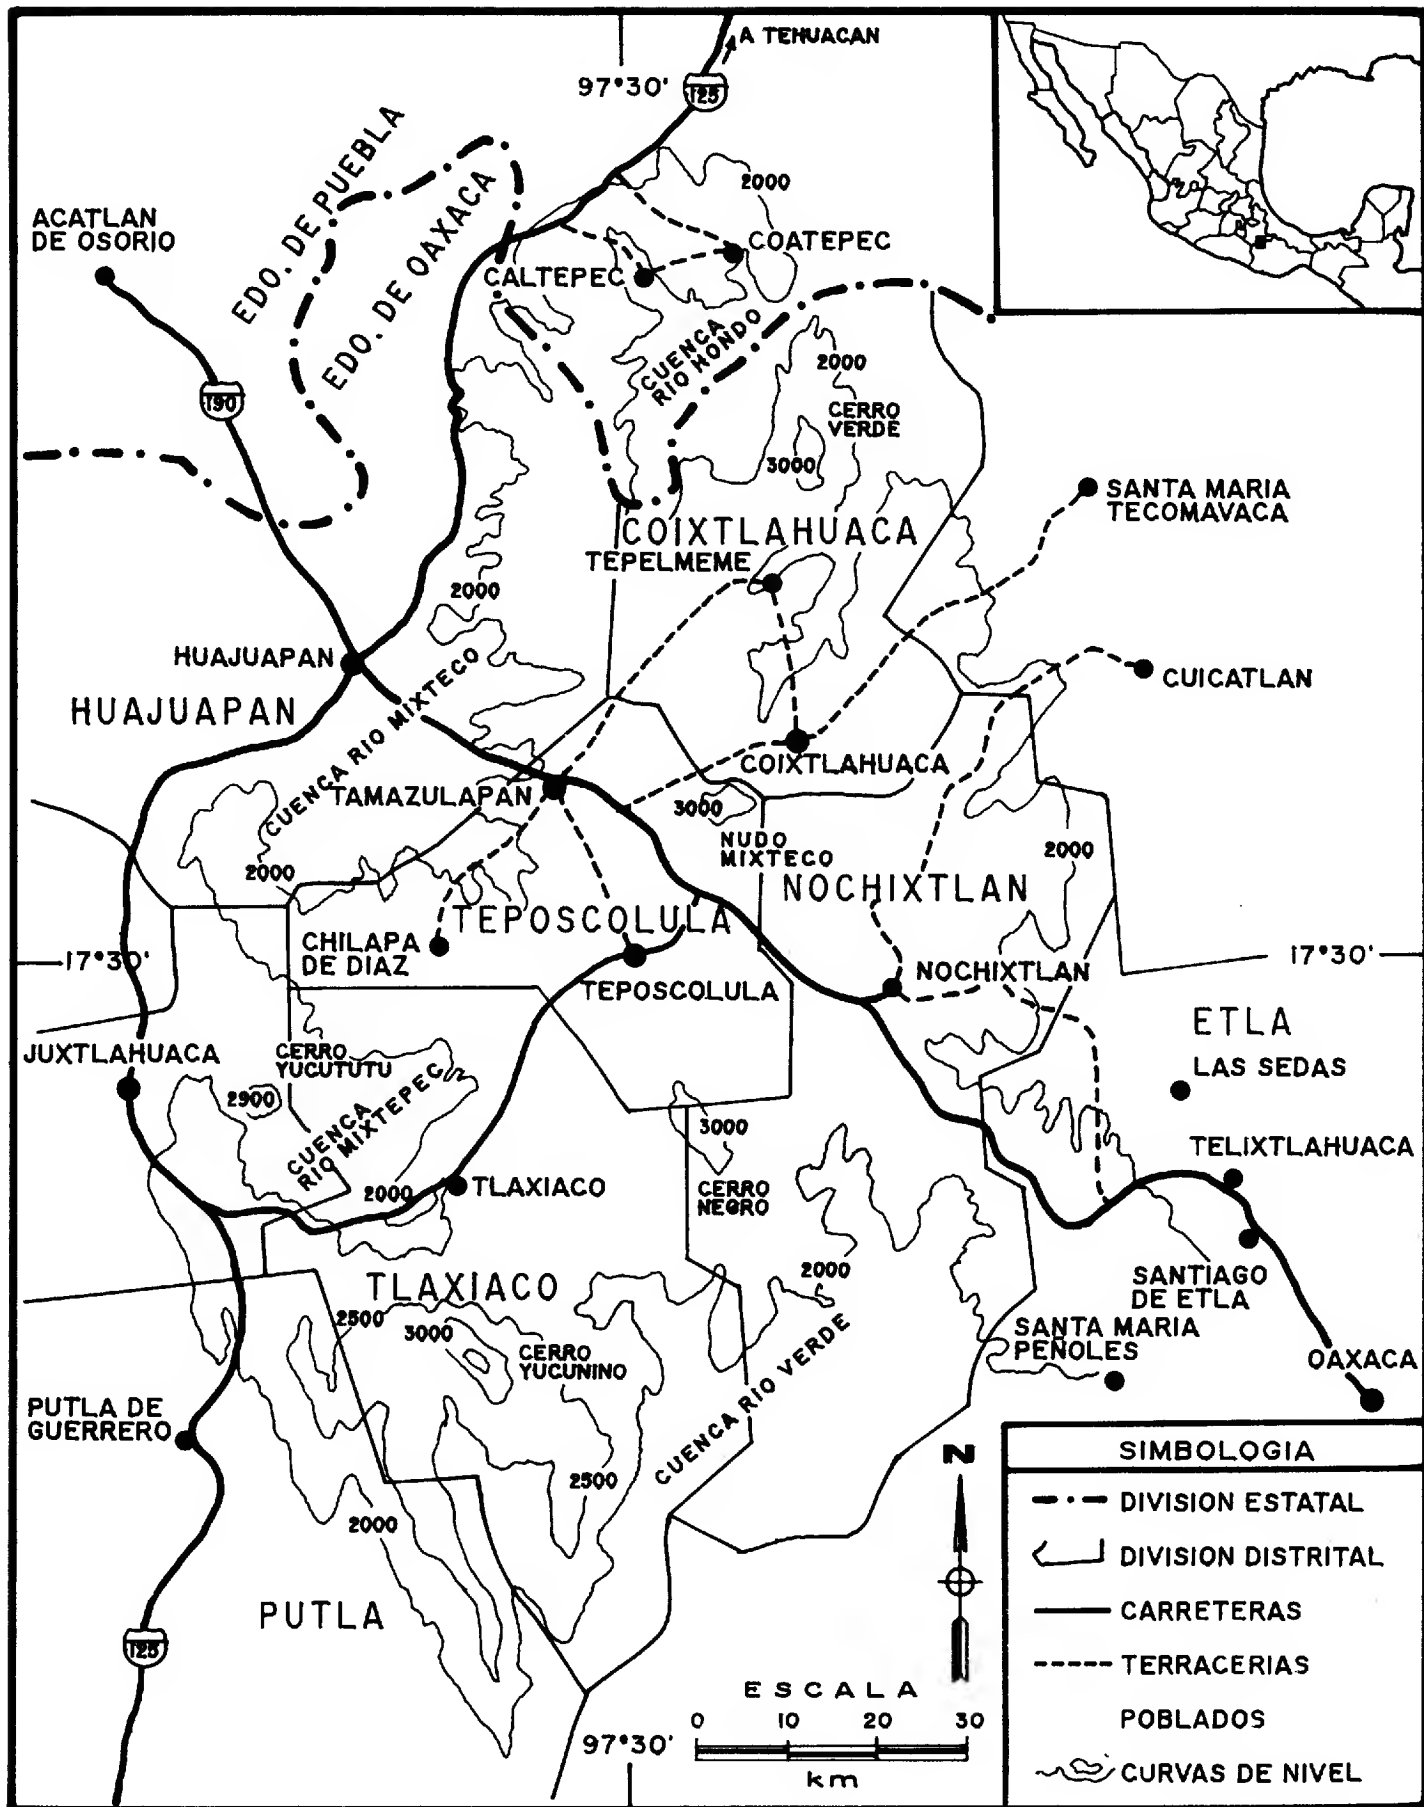 A TEHUACAN
97°30'
125
EDO. DE PUEBLA
EDO. DE OAXACA
2000
ACATLAN
DE OSORIO
COATEPEC
CALTEPEC
CUENCA
RIO HONDO
2000
190
CERRO
VERDE
3000
SANTA MARIA
TECOMAVACA
COIXTLAHUACA
TEPELMEME
2000
HUAJUAPAN
CUICATLAN
HUAJUAPAN
CUENCA RIO MIXTECO
COIXTLAHUACA
TAMAZULAPAN
3000
NUDO
MIXTECO
2000
2000
NOCHIXTLAN
TEPOSCOLULA
CHILAPA
DE DIAZ
17°30'
17°30'
NOCHIXTLAN
TEPOSCOLULA
ETLA
JUXTLAHUACA
CERRO
YUCUTUTU
LAS SEDAS
2900
CUENCA
RIO MIXTEPEC
3000
TELIXTLAHUACA
2000
TLAXIACO
CERRO
NEGRO
2000
SANTIAGO
DE ETLA
TLAXIACO
2500
3000
CERRO
YUCUNINO
SANTA MARIA
PEÑOLES
OAXACA
CUENCA RIO VERDE
PUTLA DE
GUERRERO
2500
2000
PUTLA
125
N
ESCALA
0 10 20 30
km
97°30'
SIMBOLOGIA
DIVISION ESTATAL
DIVISION DISTRITAL
CARRETERAS
TERRACERIAS
POBLADOS
CURVAS DE NIVEL